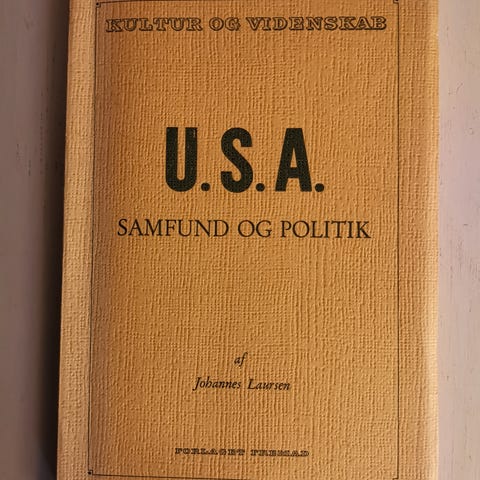 KULTUR OG VIDENSKAB
U.S.A.
SAMFUND OG POLITIK
af
Johannes Laursen
FORLAGET FREMAD